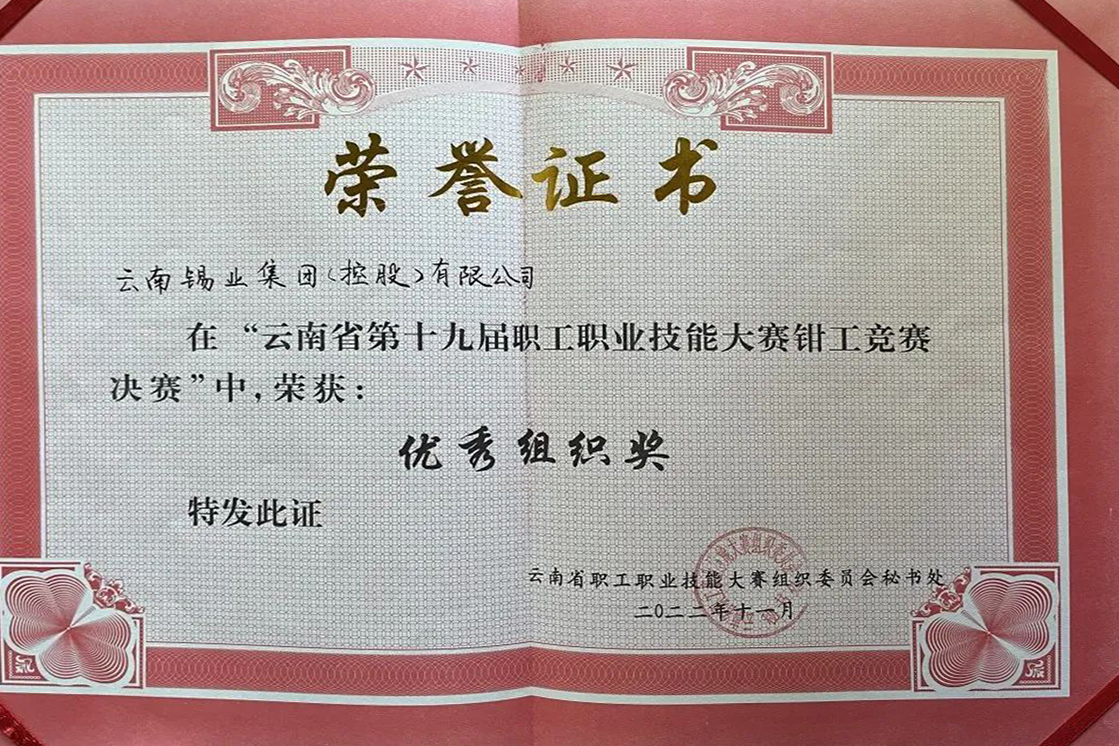 荣誉证书
云南锡业集团(控股)有限公司
在“云南省第十九届职工职业技能大赛钳工竞赛
决赛”中,荣获:
优秀组织奖
特发此证
云南省职工职业技能大赛组织委员会秘书处
二〇二二年十一月